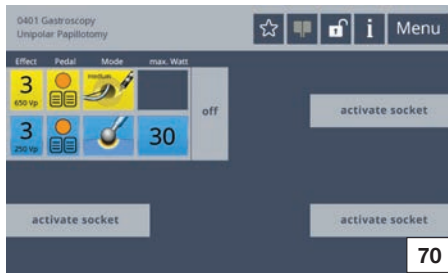 0401 Gastroscopy
Unipolar Papillotomy
i Menu
Effect Pedal Mode max. Watt
3
650 Vp
medium
off
activate socket
3
250 Vp
30
activate socket
activate socket
70